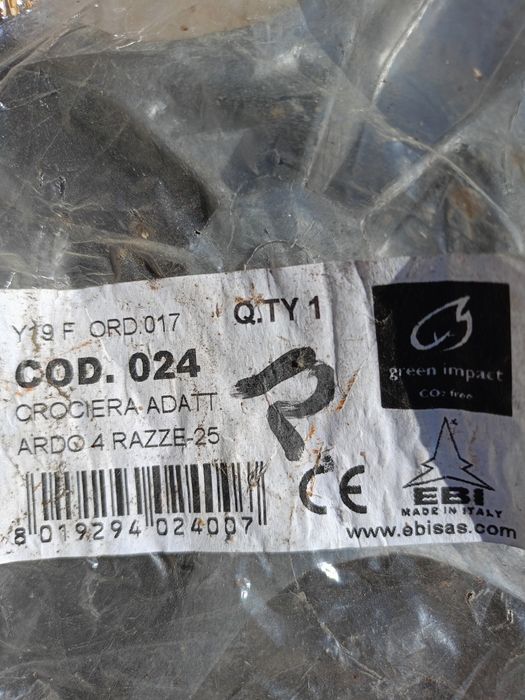 Y19 F ORD.017
Q.TY 1
COD. 024
CROCIERA ADATT.
ARDO 4 RAZZE-25
8 019294 024007
P
CE
green impact
CO2 free
EBI
MADE IN ITALY
www.ebisas.com